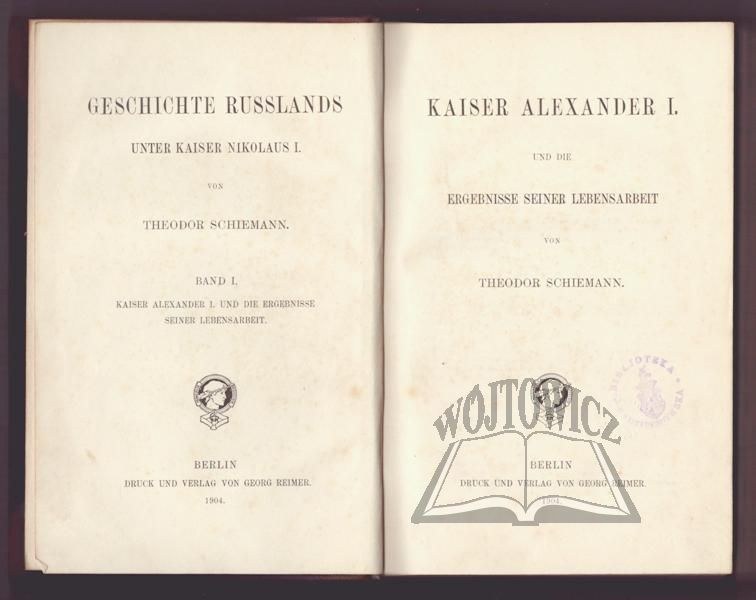 GESCHICHTE RUSSLANDS
UNTER KAISER NIKOLAUS I.
VON
THEODOR SCHIEMANN.
BAND I.
KAISER ALEXANDER I. UND DIE ERGEBNISSE
SEINER LEBENSARBEIT.
BERLIN
DRUCK UND VERLAG VON GEORG REIMER.
1904.
KAISER ALEXANDER I.
UND DIE
ERGEBNISSE SEINER LEBENSARBEIT
VON
THEODOR SCHIEMANN.
BIBLIOTEKA
WÓJTOWICZ
BERLIN
DRUCK UND VERLAG VON GEORG REIMER.
1904.